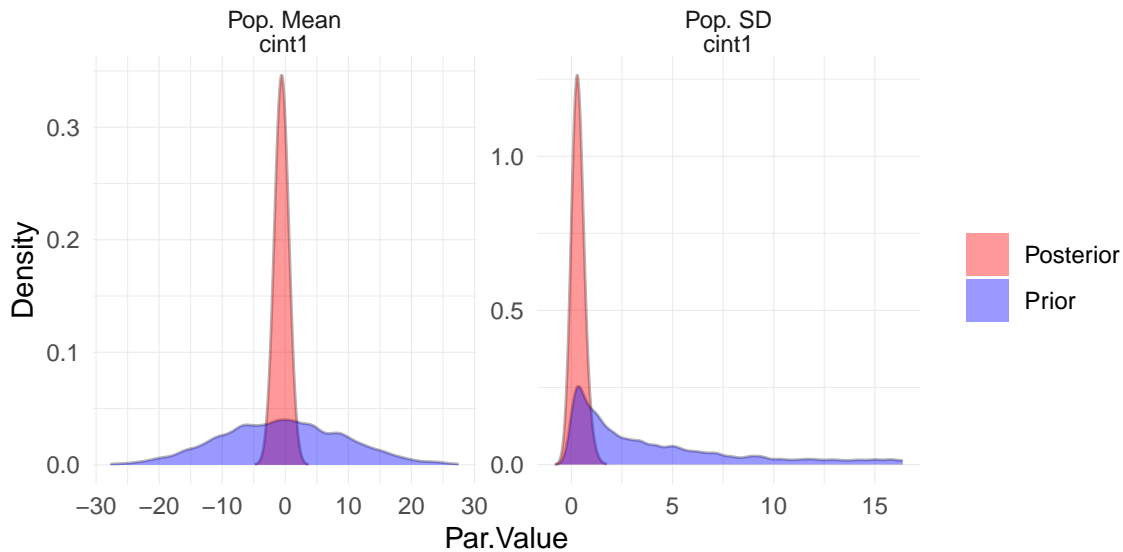 Pop. Mean
cint1
Pop. SD
cint1
Density
0.3
0.2
0.1
0.0
1.0
0.5
0.0
−30 −20 −10 0 10 20 30
0 5 10 15
Par.Value
Posterior
Prior